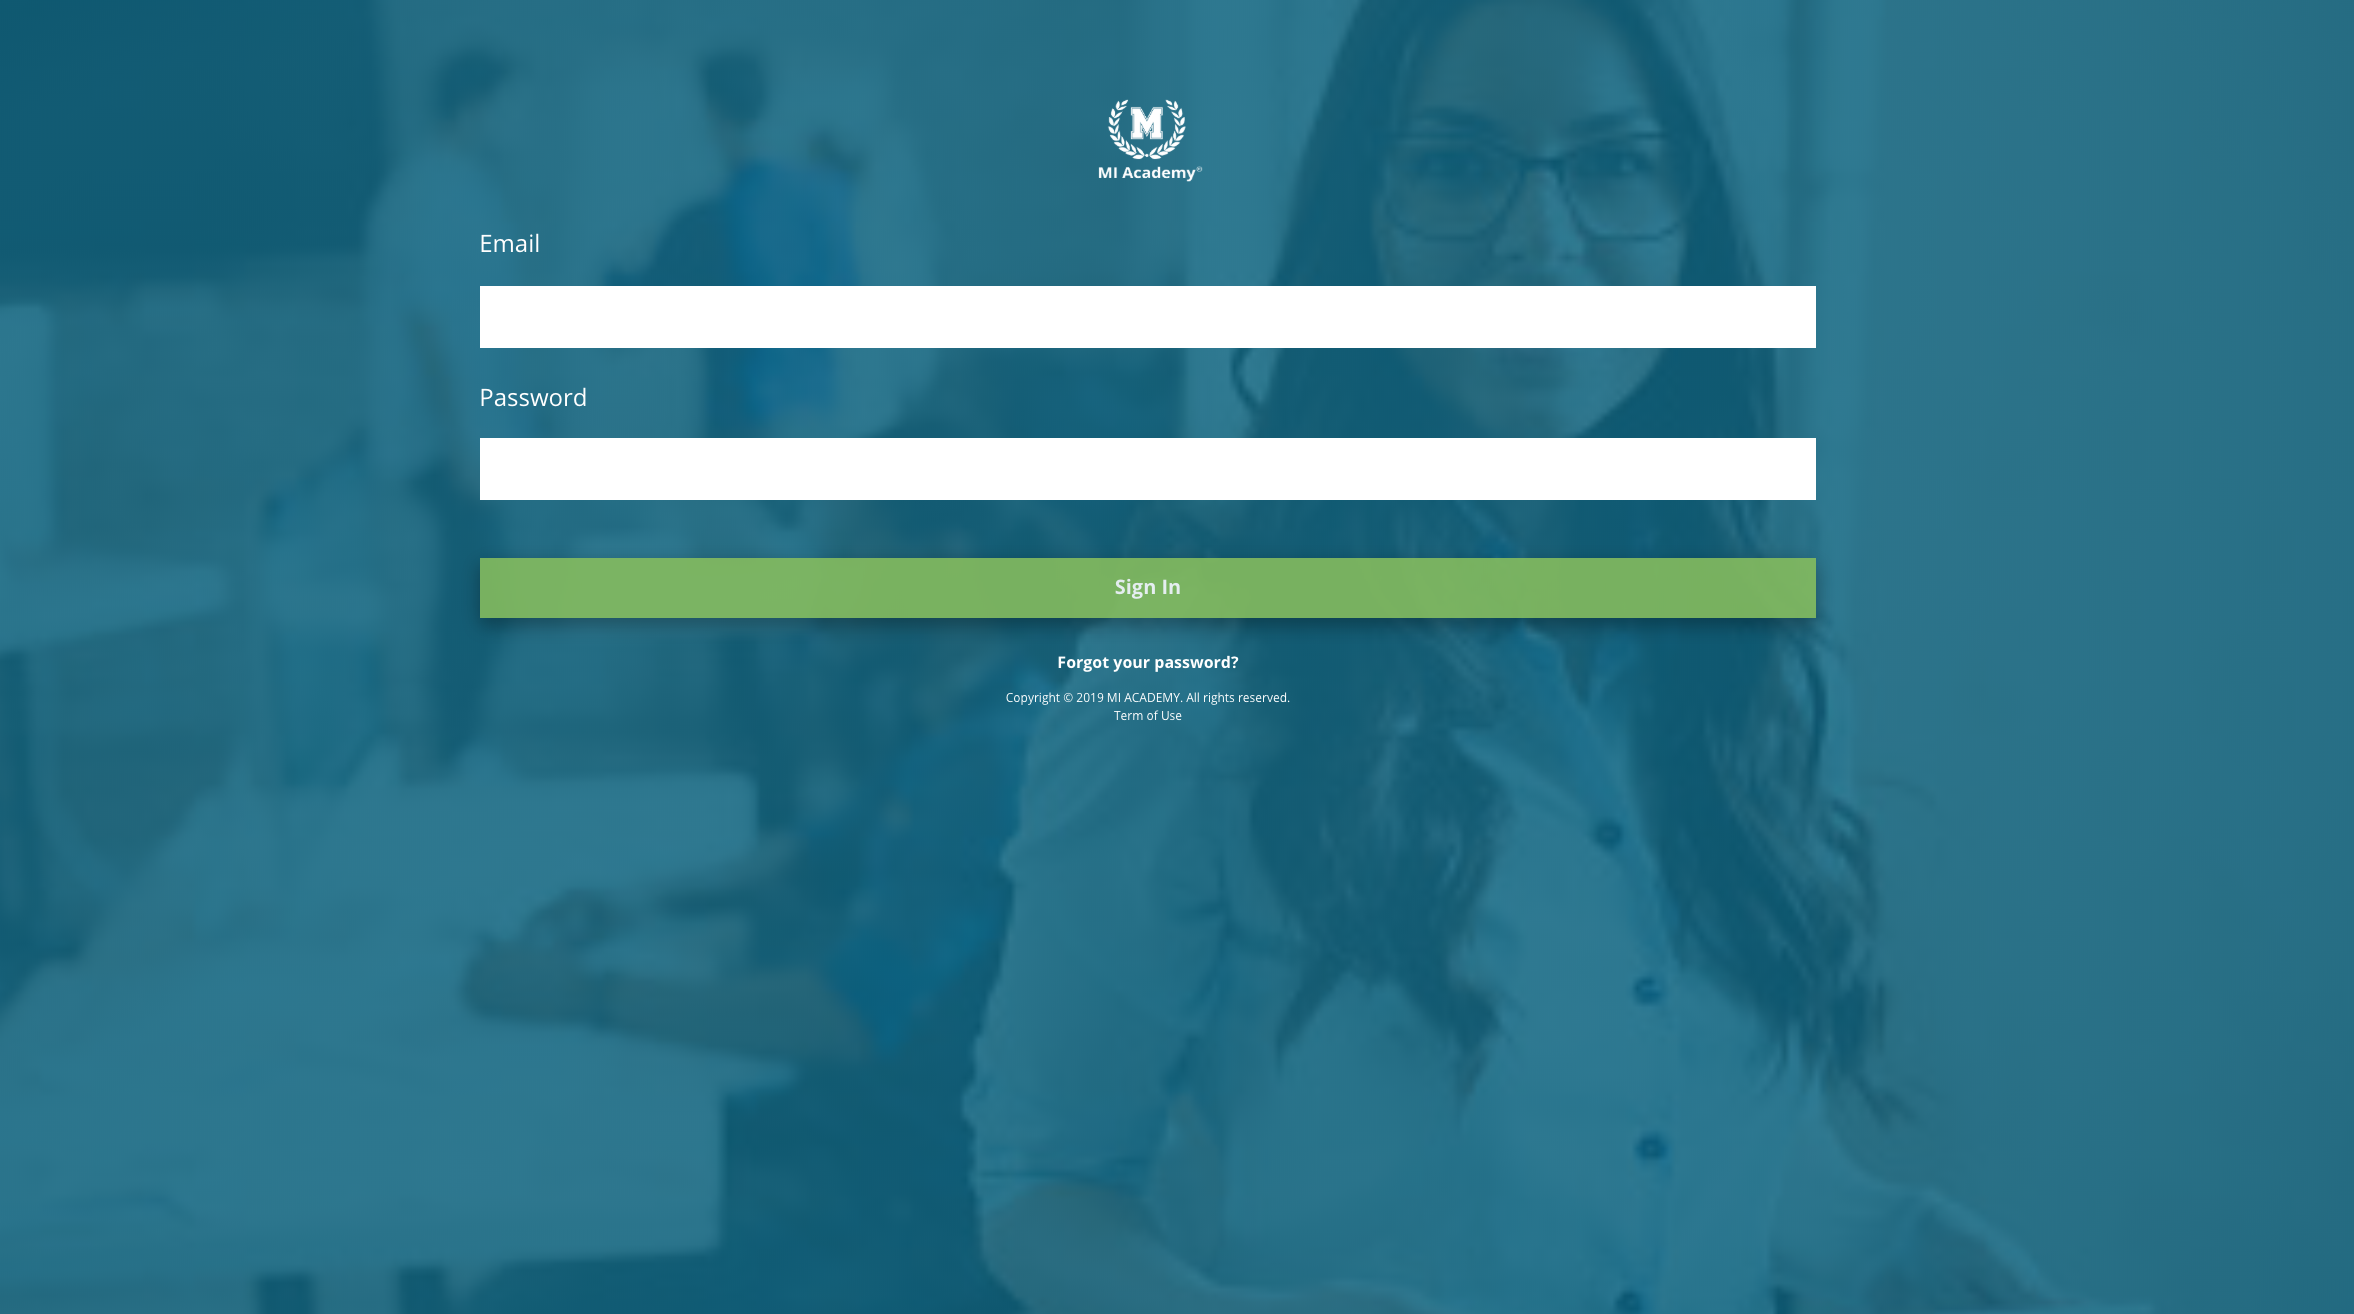 M
MI Academy®
Email
Password
Sign In
Forgot your password?
Copyright © 2019 MI ACADEMY. All rights reserved.
Term of Use